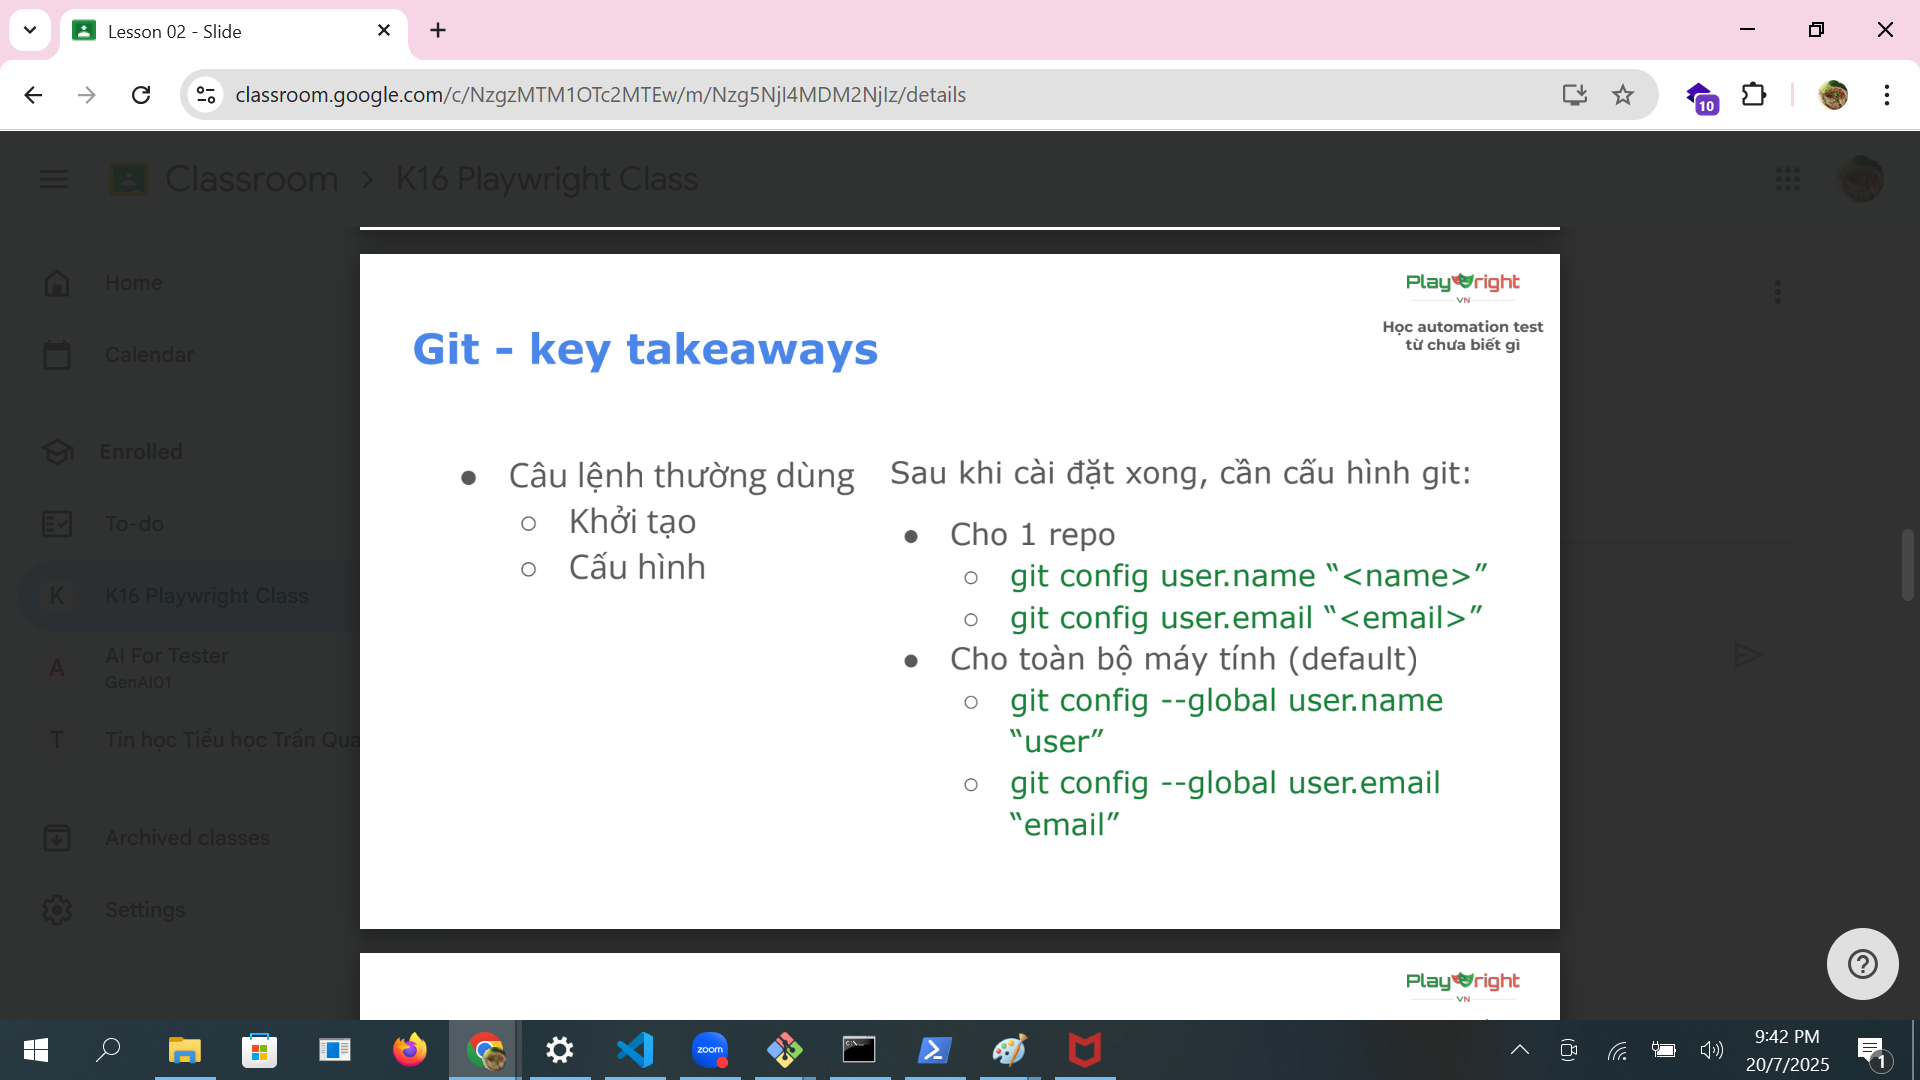 Lesson 02 - Slide
classroom.google.com/c/NzgzMTM1OTc2MTEw/m/Nzg5NjI4MDM2NjIz/details
10
Classroom > K16 Playwright Class
Home
Calendar
Enrolled
To-do
K
K16 Playwright Class
A
AI For Tester
GenAI01
T
Tin học Tiểu học Trần Qua
Archived classes
Settings
Playwright
VN
Học automation test
từ chưa biết gì
Git - key takeaways
● Câu lệnh thường dùng
○ Khởi tạo
○ Cấu hình
Sau khi cài đặt xong, cần cấu hình git:
● Cho 1 repo
○ git config user.name “<name>”
○ git config user.email “<email>”
● Cho toàn bộ máy tính (default)
○ git config --global user.name
“user”
○ git config --global user.email
“email”
Playwright
VN
zoom
9:42 PM
20/7/2025
1